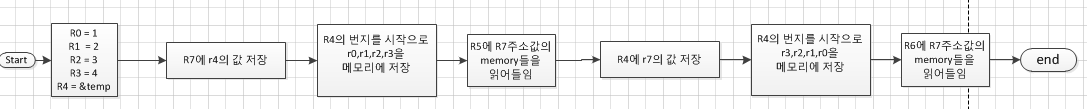 Start
R0 = 1
R1 = 2
R2 = 3
R3 = 4
R4 = &temp
R7에 r4의 값 저장
R4의 번지를 시작으로
r0,r1,r2,r3을
메모리에 저장
R5에 R7주소값의
memory들을
읽어들임
R4에 r7의 값 저장
R4의 번지를 시작으로
r3,r2,r1,r0에
메모리에 저장
R6에 R7주소값의
memory들을
읽어들임
end